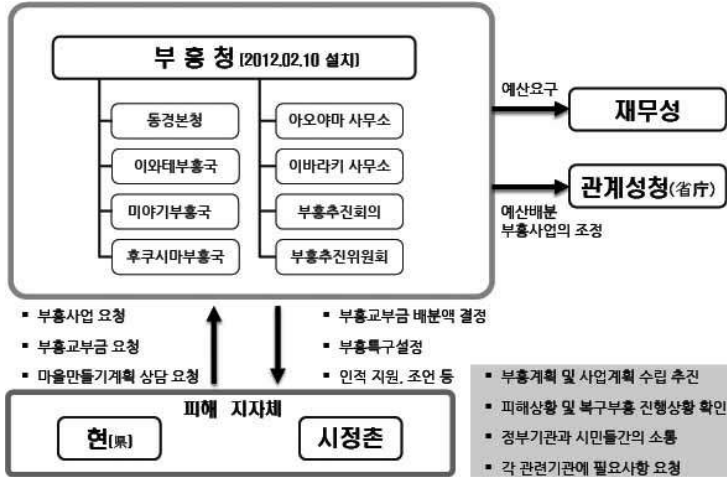 부 흥 청 (2012.02.10 설치)
동경본청
이와테부흥국
미야기부흥국
후쿠시마부흥국
아오야마 사무소
이바라키 사무소
부흥추진회의
부흥추진위원회
예산요구
재무성
관계성청(省庁)
예산배분
부흥사업의 조정
▪ 부흥사업 요청
▪ 부흥교부금 요청
▪ 마을만들기계획 상담 요청
▪ 부흥교부금 배분액 결정
▪ 부흥특구설정
▪ 인적 지원, 조언 등
피해 지자체
현(県)
시정촌
▪ 부흥계획 및 사업계획 수립 추진
▪ 피해상황 및 복구부흥 진행상황 확인
▪ 정부기관과 시민들간의 소통
▪ 각 관련기관에 필요사항 요청